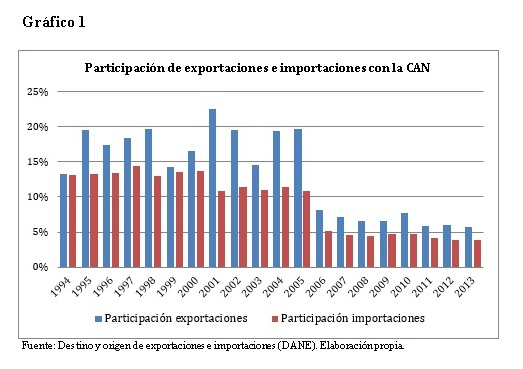 Gráfico 1
Participación de exportaciones e importaciones con la CAN
25%
20%
15%
10%
5%
0%
1994 1995 1996 1997 1998 1999 2000 2001 2002 2003 2004 2005 2006 2007 2008 2009 2010 2011 2012 2013
Participación exportaciones Participación importaciones
Fuente: Destino y origen de exportaciones e importaciones (DANE). Elaboración propia.